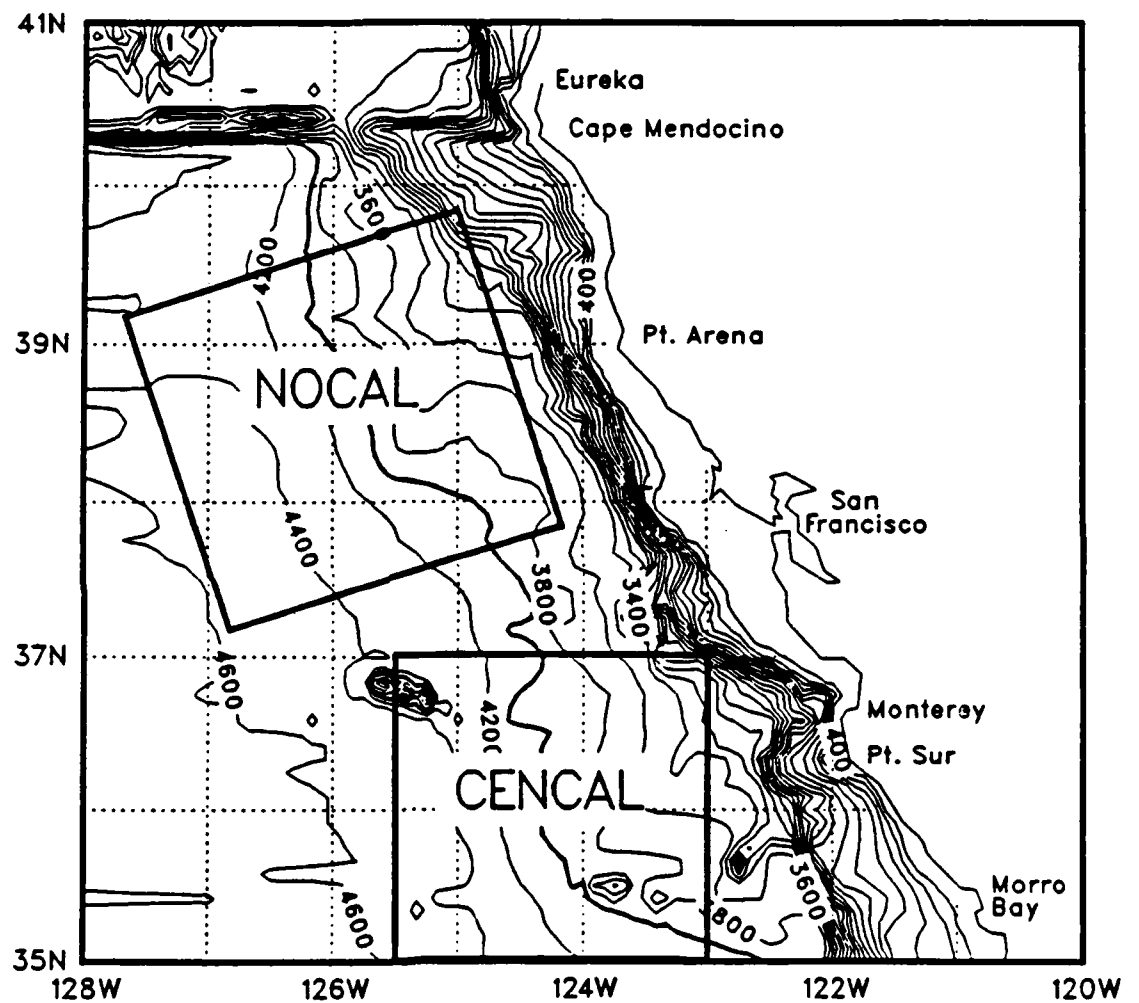 41N
Eureka
Cape Mendocino
360
4200
400
39N
Pt. Arena
NOCAL
San
Francisco
4400
3800
3400
37N
4600
Monterey
4200
400
Pt. Sur
CENCAL
3600
Morro
Bay
4600
3800
35N
128W
126W
124W
122W
120W